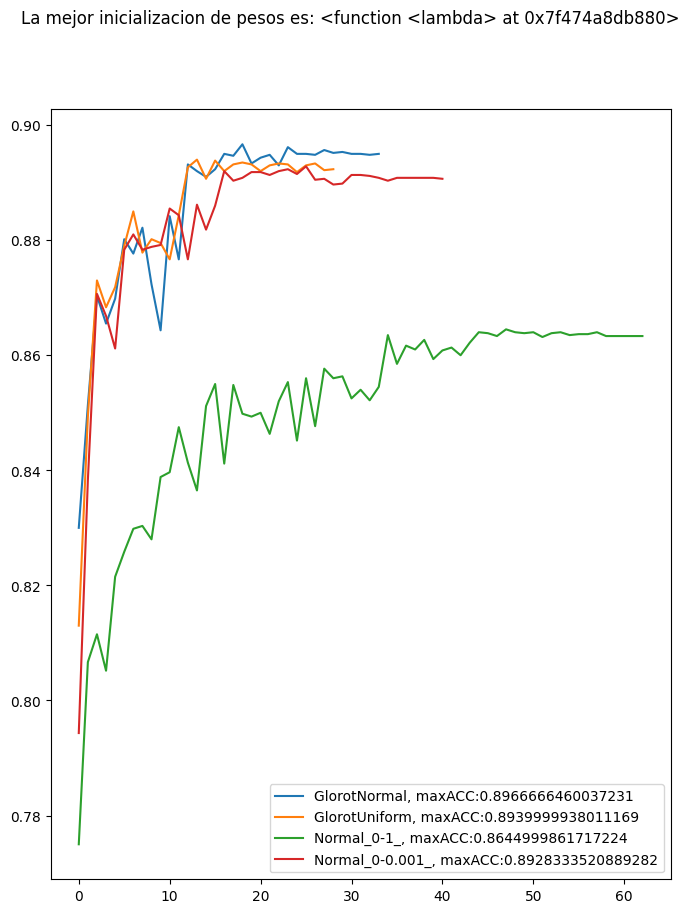 La mejor inicializacion de pesos es: <function <lambda> at 0x7f474a8db880>
0.90
0.88
0.86
0.84
0.82
0.80
0.78
GlorotNormal, maxACC:0.8966666460037231
GlorotUniform, maxACC:0.8939999938011169
Normal_0-1_, maxACC:0.8644999861717224
Normal_0-0.001_, maxACC:0.8928333520889282
0 10 20 30 40 50 60